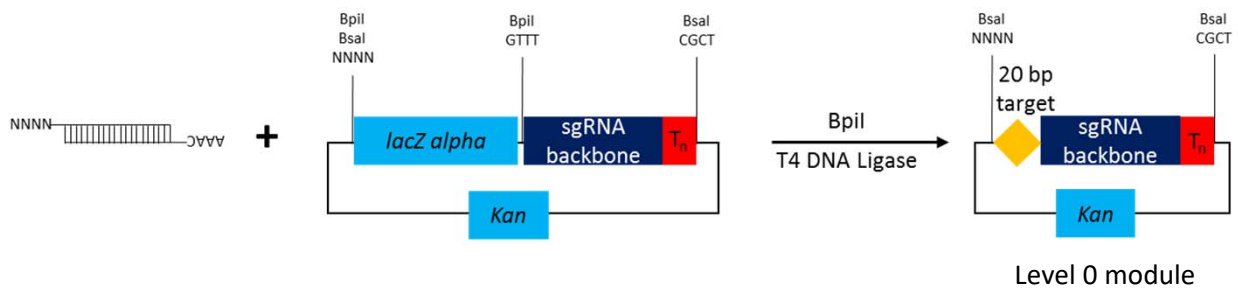 NNNN
AAAC
+
BpiI
BsaI
NNNN
BpiI
GTTT
BsaI
CGCT
lacZ alpha
sgRNA
backbone
Tn
Kan
BpiI
T4 DNA Ligase
BsaI
NNNN
BsaI
CGCT
20 bp
target
sgRNA
backbone
Tn
Kan
Level 0 module